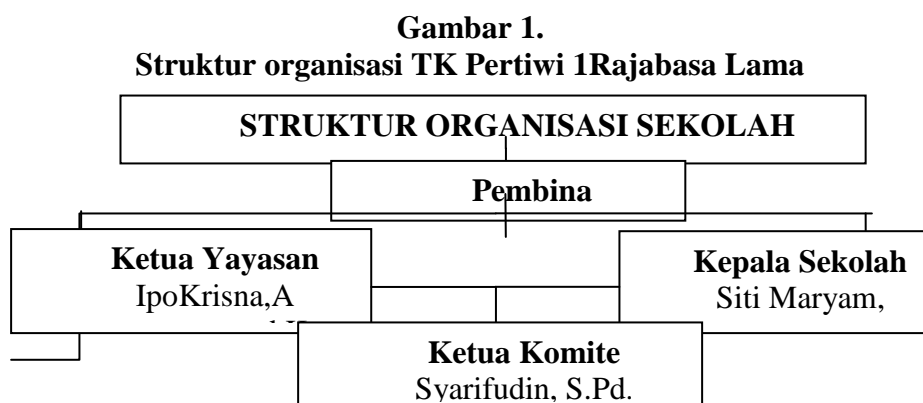 Gambar 1.
Struktur organisasi TK Pertiwi 1Rajabasa Lama
STRUKTUR ORGANISASI SEKOLAH
Pembina
Ketua Yayasan
IpoKrisna,A
Kepala Sekolah
Siti Maryam,
Ketua Komite
Syarifudin, S.Pd.